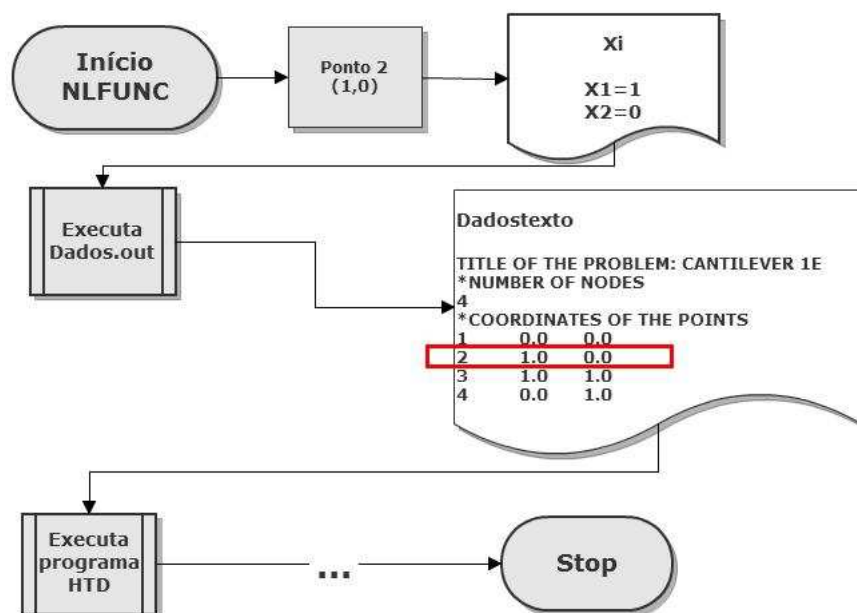 Início
NLFUNC
Ponto 2
(1,0)
Xi
X1=1
X2=0
Executa
Dados.out
Dadostexto
TITLE OF THE PROBLEM: CANTILEVER 1E
*NUMBER OF NODES
4
*COORDINATES OF THE POINTS
1 0.0 0.0
2 1.0 0.0
3 1.0 1.0
4 0.0 1.0
Executa
programa
HTD
...
Stop